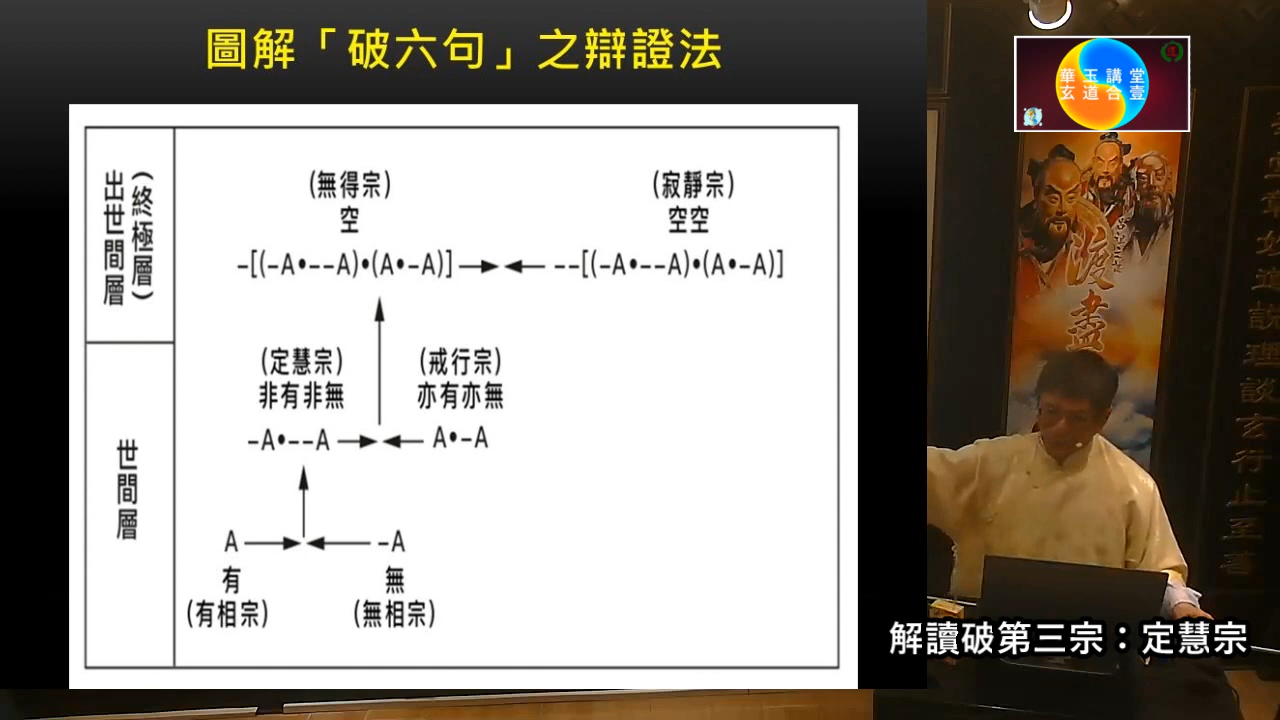 圖解「破六句」之辯證法
出世間層
(終極層)
(無得宗)
空
–[(–A•––A)•(A•–A)]
(寂靜宗)
空空
––[(–A•––A)•(A•–A)]
(定慧宗)
非有非無
–A•––A
(戒行宗)
亦有亦無
A•–A
世間層
A
有
(有相宗)
–A
無
(無相宗)
華玉講堂
玄道合壹
渡盡
解讀破第三宗：定慧宗